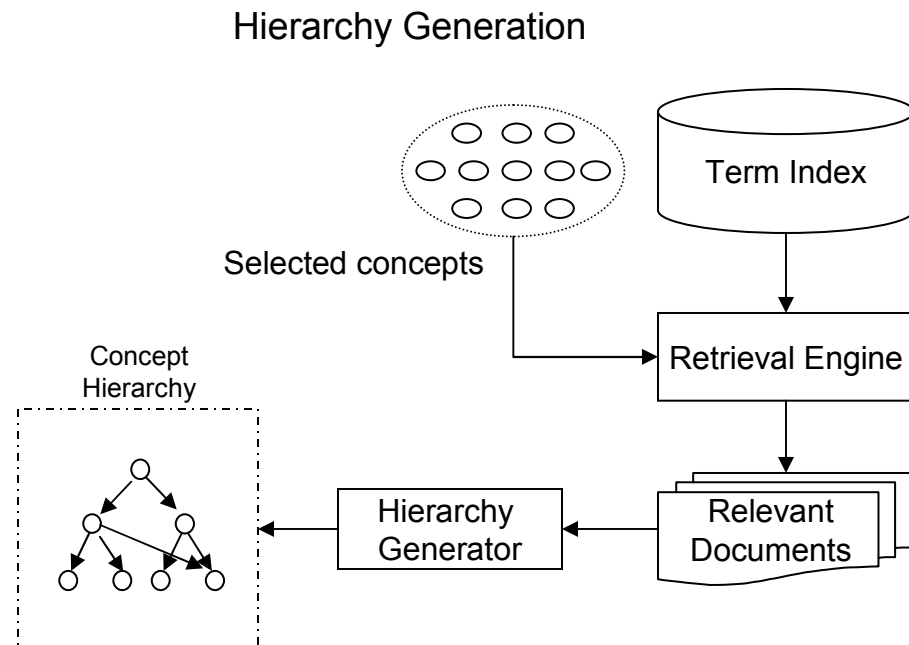 Hierarchy Generation
Term Index
Selected concepts
Retrieval Engine
Concept
Hierarchy
Hierarchy
Generator
Relevant
Documents